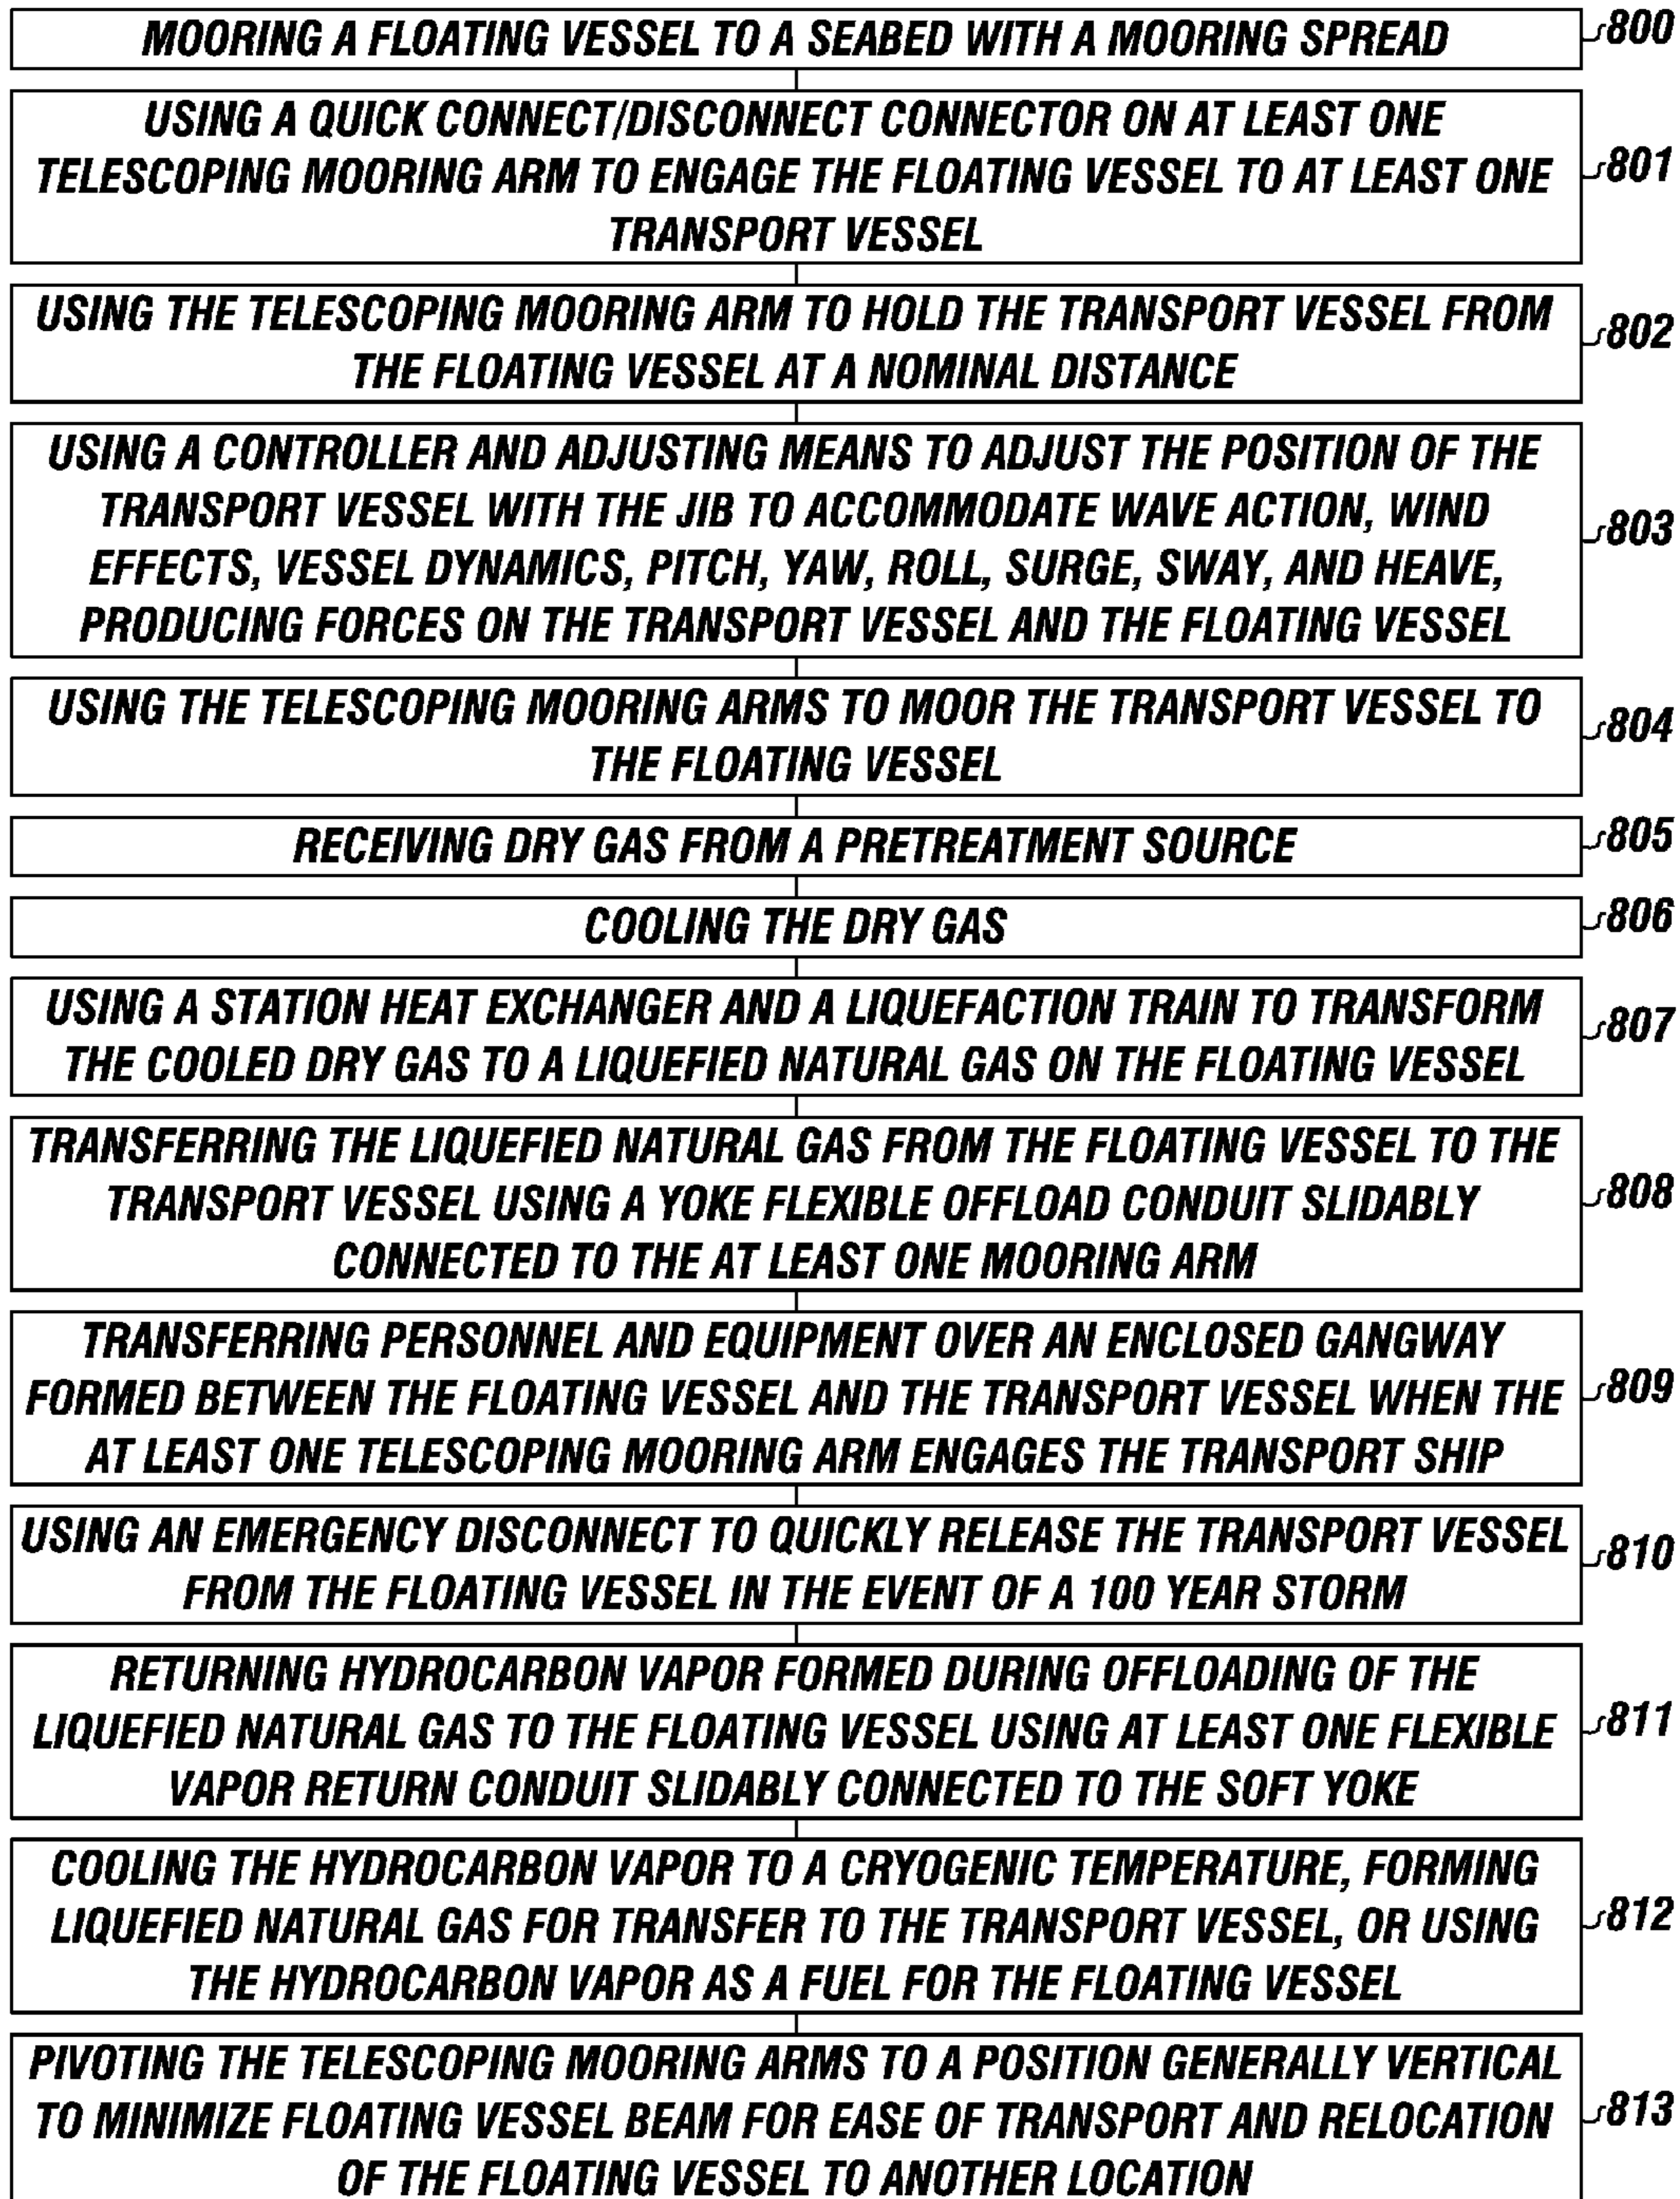 MOORING A FLOATING VESSEL TO A SEABED WITH A MOORING SPREAD
800
USING A QUICK CONNECT/DISCONNECT CONNECTOR ON AT LEAST ONE
TELESCOPING MOORING ARM TO ENGAGE THE FLOATING VESSEL TO AT LEAST ONE
TRANSPORT VESSEL
801
USING THE TELESCOPING MOORING ARM TO HOLD THE TRANSPORT VESSEL FROM
THE FLOATING VESSEL AT A NOMINAL DISTANCE
802
USING A CONTROLLER AND ADJUSTING MEANS TO ADJUST THE POSITION OF THE
TRANSPORT VESSEL WITH THE JIB TO ACCOMMODATE WAVE ACTION, WIND
EFFECTS, VESSEL DYNAMICS, PITCH, YAW, ROLL, SURGE, SWAY, AND HEAVE,
PRODUCING FORCES ON THE TRANSPORT VESSEL AND THE FLOATING VESSEL
803
USING THE TELESCOPING MOORING ARMS TO MOOR THE TRANSPORT VESSEL TO
THE FLOATING VESSEL
804
RECEIVING DRY GAS FROM A PRETREATMENT SOURCE
805
COOLING THE DRY GAS
806
USING A STATION HEAT EXCHANGER AND A LIQUEFACTION TRAIN TO TRANSFORM
THE COOLED DRY GAS TO A LIQUEFIED NATURAL GAS ON THE FLOATING VESSEL
807
TRANSFERRING THE LIQUEFIED NATURAL GAS FROM THE FLOATING VESSEL TO THE
TRANSPORT VESSEL USING A YOKE FLEXIBLE OFFLOAD CONDUIT SLIDABLY
CONNECTED TO THE AT LEAST ONE MOORING ARM
808
TRANSFERRING PERSONNEL AND EQUIPMENT OVER AN ENCLOSED GANGWAY
FORMED BETWEEN THE FLOATING VESSEL AND THE TRANSPORT VESSEL WHEN THE
AT LEAST ONE TELESCOPING MOORING ARM ENGAGES THE TRANSPORT SHIP
809
USING AN EMERGENCY DISCONNECT TO QUICKLY RELEASE THE TRANSPORT VESSEL
FROM THE FLOATING VESSEL IN THE EVENT OF A 100 YEAR STORM
810
RETURNING HYDROCARBON VAPOR FORMED DURING OFFLOADING OF THE
LIQUEFIED NATURAL GAS TO THE FLOATING VESSEL USING AT LEAST ONE FLEXIBLE
VAPOR RETURN CONDUIT SLIDABLY CONNECTED TO THE SOFT YOKE
811
COOLING THE HYDROCARBON VAPOR TO A CRYOGENIC TEMPERATURE, FORMING
LIQUEFIED NATURAL GAS FOR TRANSFER TO THE TRANSPORT VESSEL, OR USING
THE HYDROCARBON VAPOR AS A FUEL FOR THE FLOATING VESSEL
812
PIVOTING THE TELESCOPING MOORING ARMS TO A POSITION GENERALLY VERTICAL
TO MINIMIZE FLOATING VESSEL BEAM FOR EASE OF TRANSPORT AND RELOCATION
OF THE FLOATING VESSEL TO ANOTHER LOCATION
813